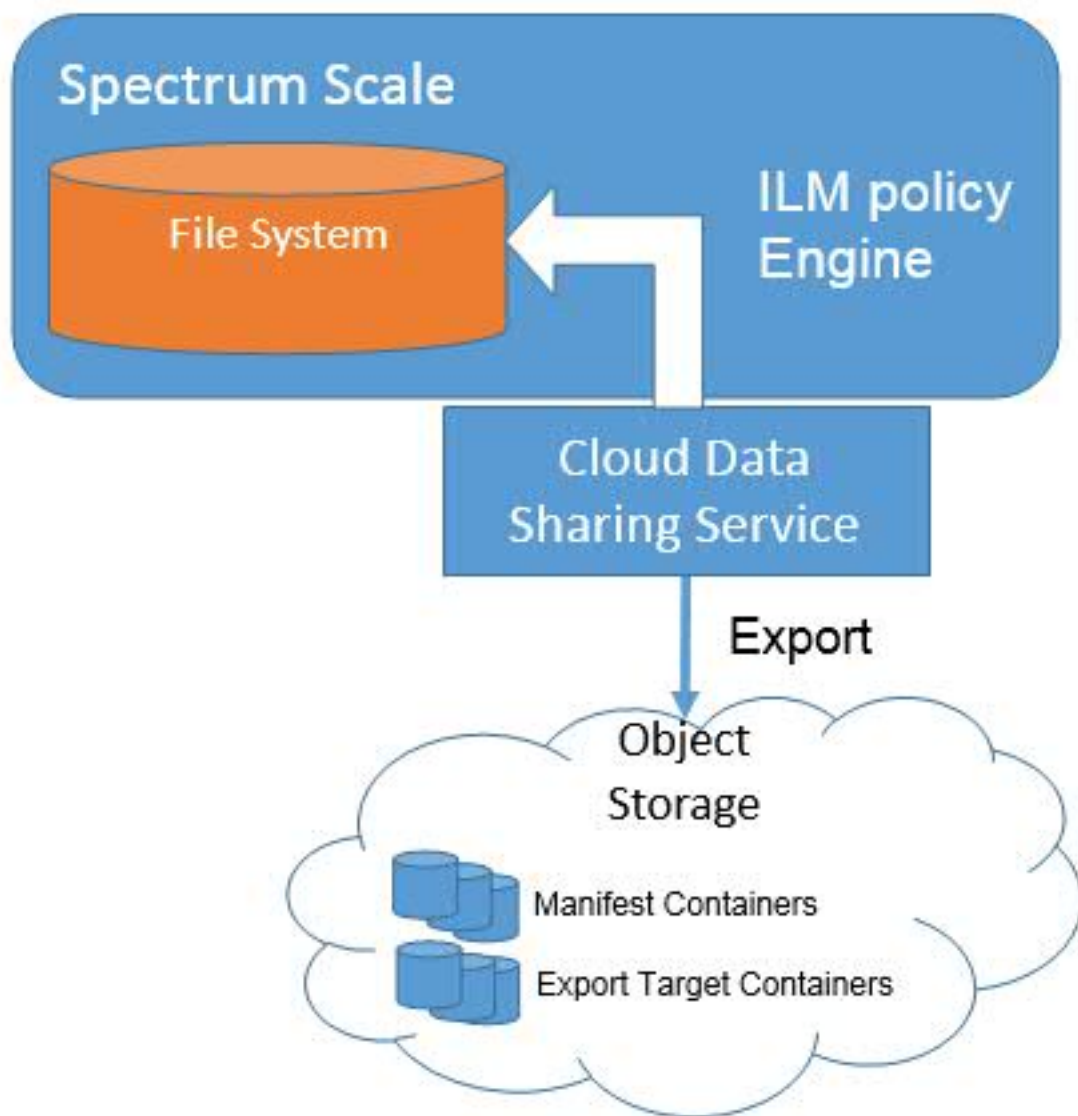 Spectrum Scale
File System
ILM policy
Engine
Cloud Data
Sharing Service
Export
Object
Storage
Manifest Containers
Export Target Containers